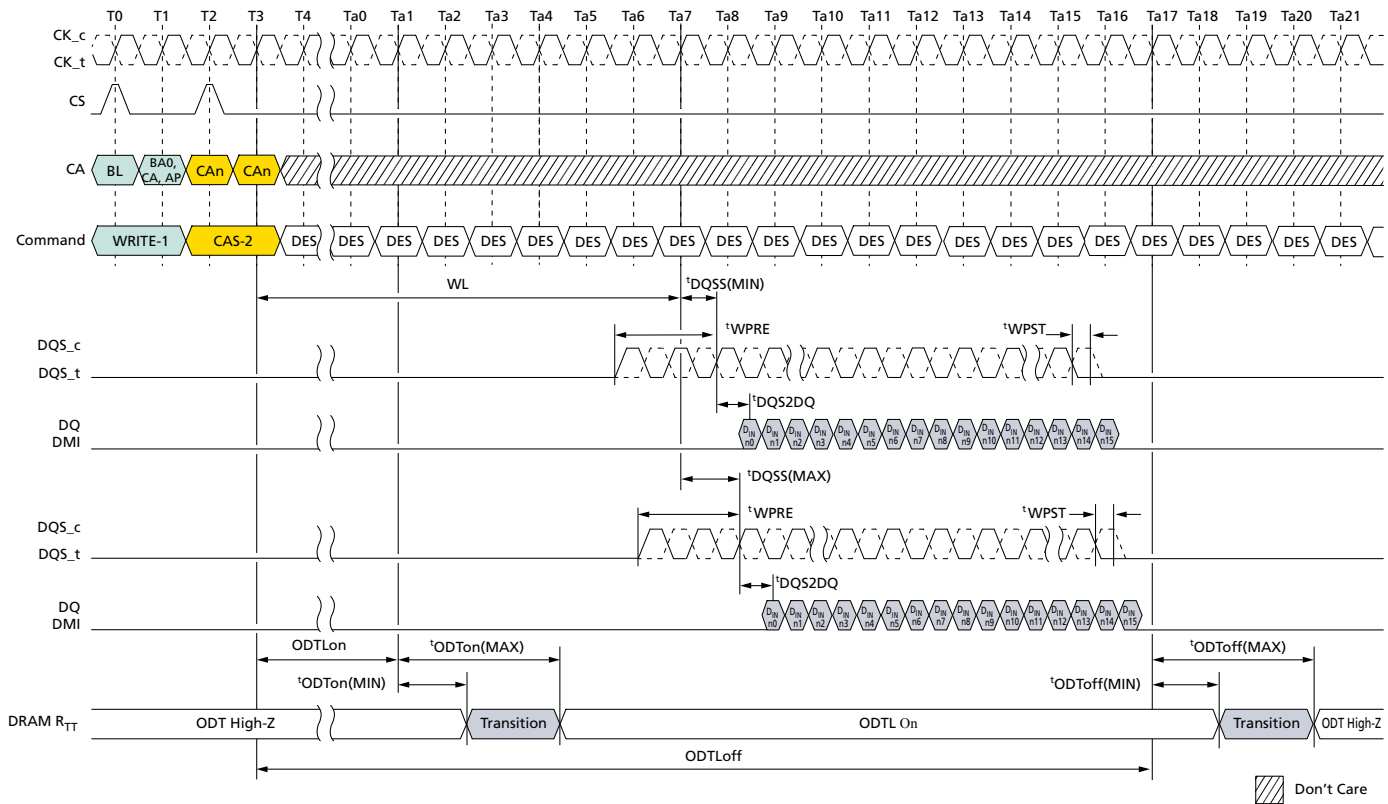 T0 T1 T2 T3 T4 Ta0 Ta1 Ta2 Ta3 Ta4 Ta5 Ta6 Ta7 Ta8 Ta9 Ta10 Ta11 Ta12 Ta13 Ta14 Ta15 Ta16 Ta17 Ta18 Ta19 Ta20 Ta21
CK_c
CK_t
CS
CA BL BA0, CA, AP CAn CAn
Command WRITE-1 CAS-2 DES DES DES DES DES DES DES DES DES DES DES DES DES DES DES DES DES DES DES DES DES DES DES
WL tDQSS(MIN)
tWPRE tWPST
DQS_c
DQS_t
tDQS2DQ
DQ
DMI
DIN n0 DIN n1 DIN n2 DIN n3 DIN n4 DIN n5 DIN n6 DIN n7 DIN n8 DIN n9 DIN n10 DIN n11 DIN n12 DIN n13 DIN n14 DIN n15
tDQSS(MAX)
tWPRE tWPST
DQS_c
DQS_t
tDQS2DQ
DQ
DMI
DIN n0 DIN n1 DIN n2 DIN n3 DIN n4 DIN n5 DIN n6 DIN n7 DIN n8 DIN n9 DIN n10 DIN n11 DIN n12 DIN n13 DIN n14 DIN n15
ODTLon tODTon(MAX) tODToff(MAX)
tODTon(MIN) tODToff(MIN)
DRAM RTT ODT High-Z Transition ODTL On Transition ODT High-Z
ODTLoff
Don't Care